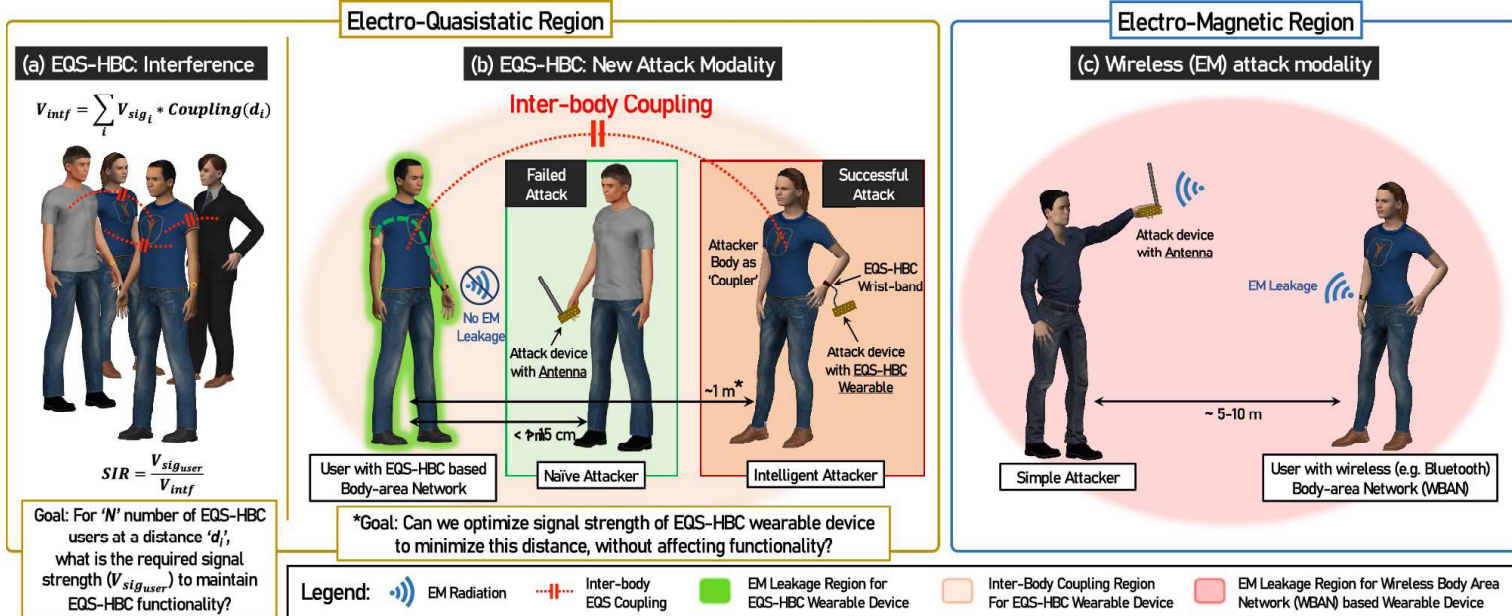 Electro-Quasistatic Region
(a) EQS-HBC: Interference
V_intf = ∑_i V_sig_i * Coupling(d_i)
SIR = V_sig_user / V_intf
Goal: For 'N' number of EQS-HBC
users at a distance 'd_i',
what is the required signal
strength (V_sig_user) to maintain
EQS-HBC functionality?
(b) EQS-HBC: New Attack Modality
Inter-body Coupling
Failed
Attack
Successful
Attack
Attacker
Body as
'Coupler'
EQS-HBC
Wrist-band
No EM
Leakage
Attack device
with Antenna
Attack device
with EQS-HBC
Wearable
~1 m*
15 cm
User with EQS-HBC based
Body-area Network
Naïve Attacker
Intelligent Attacker
*Goal: Can we optimize signal strength of EQS-HBC wearable device
to minimize this distance, without affecting functionality?
Electro-Magnetic Region
(c) Wireless (EM) attack modality
Attack device
with Antenna
EM Leakage
~ 5-10 m
Simple Attacker
User with wireless (e.g. Bluetooth)
Body-area Network (WBAN)
Legend:
EM Radiation
Inter-body
EQS Coupling
EM Leakage Region for
EQS-HBC Wearable Device
Inter-Body Coupling Region
For EQS-HBC Wearable Device
EM Leakage Region for Wireless Body Area
Network (WBAN) based Wearable Device